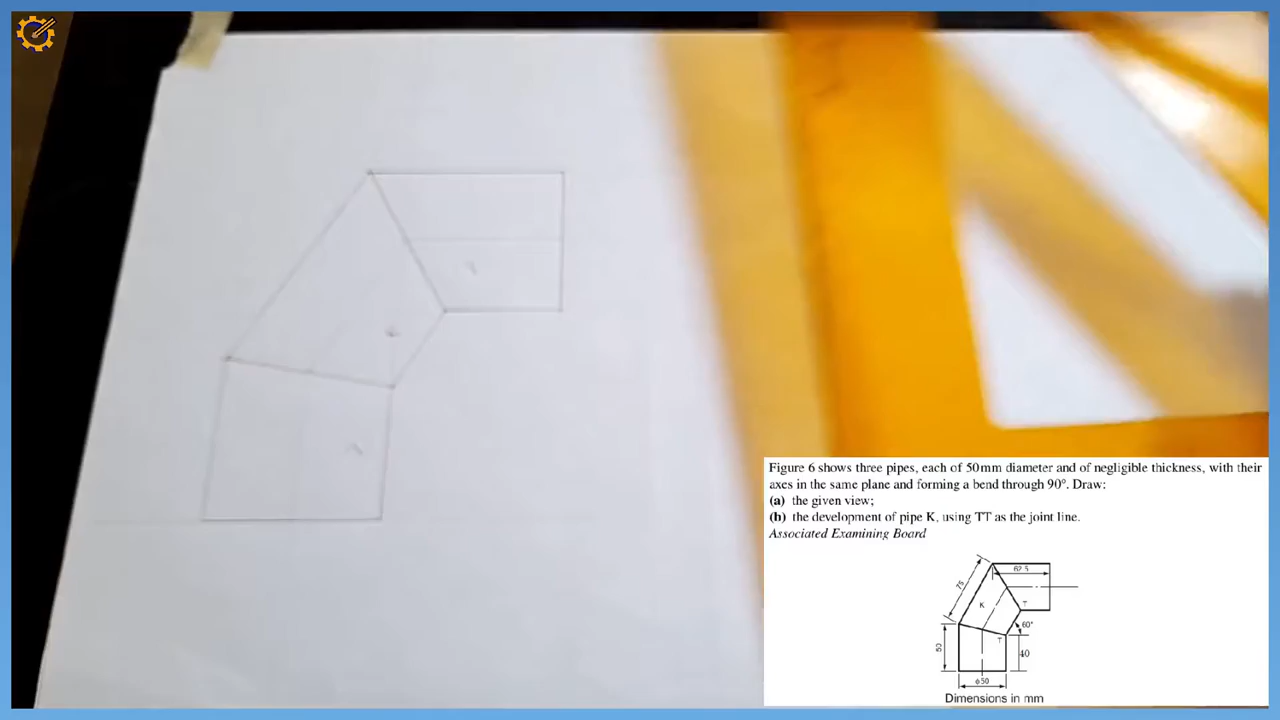 Figure 6 shows three pipes, each of 50mm diameter and of negligible thickness, with their
axes in the same plane and forming a bend through 90°. Draw:
(a) the given view;
(b) the development of pipe K, using TT as the joint line.
Associated Examining Board
62.5
75
K
T
60°
T
50
40
ϕ50
Dimensions in mm